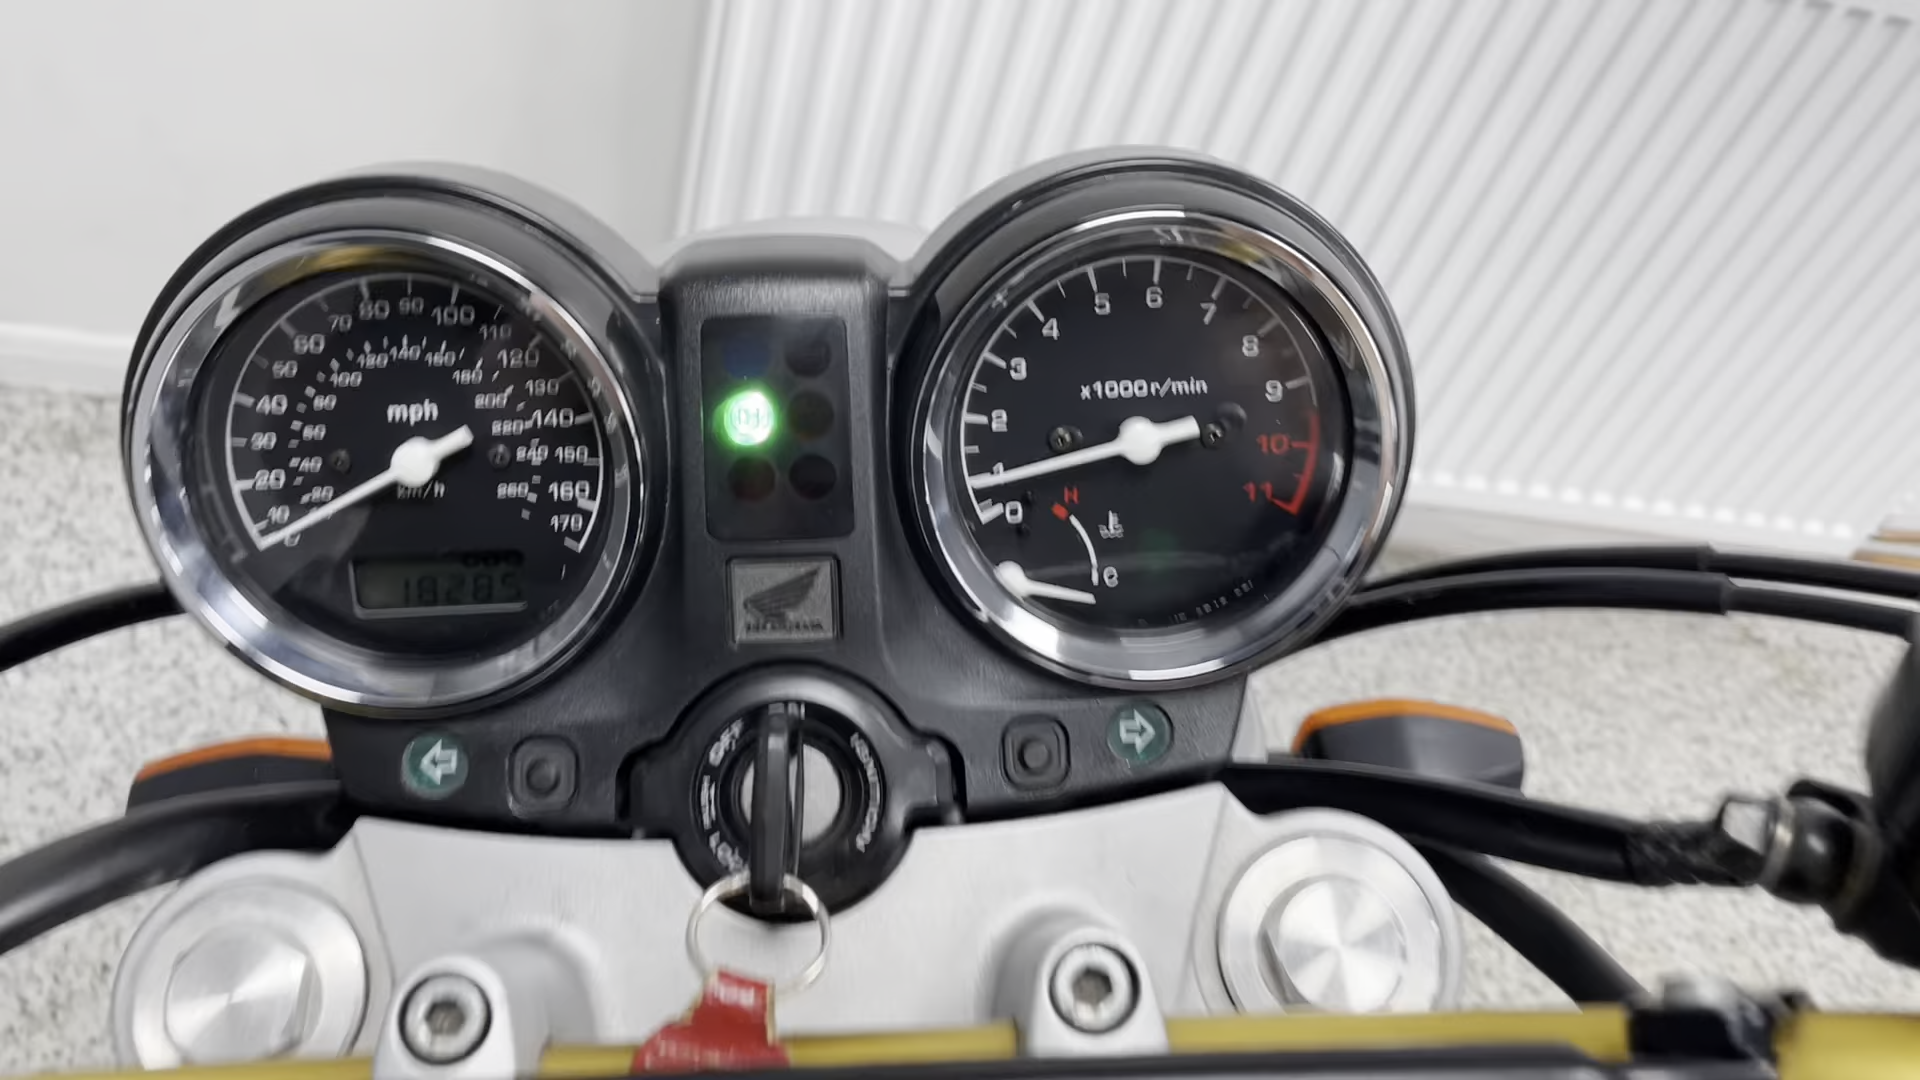 10 20 30 40 50 60 70 80 90 100 110 120 130 140 150 160 170
20 40 60 80 100 120 140 160 180 200 220 240 260
mph
km/h
18285
0 1 2 3 4 5 6 7 8 9 10 11
x1000r/min
H
C
HONDA
OFF
IGNITION
LOCK